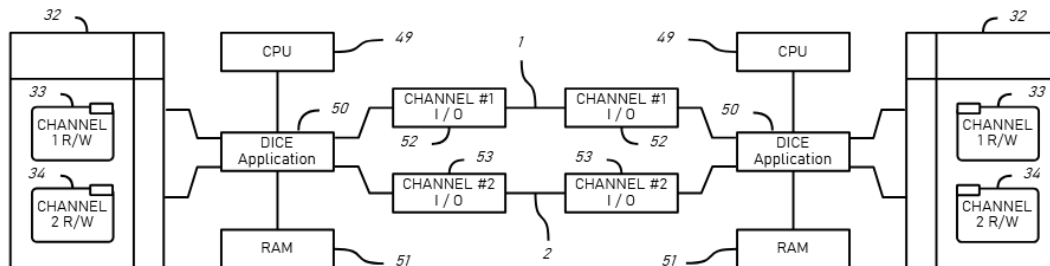 32
49
1
49
32
CPU
CPU
33
50
CHANNEL #1
I / O
CHANNEL #1
I / O
50
33
CHANNEL
1 R/W
DICE
Application
52
52
DICE
Application
CHANNEL
1 R/W
34
53
53
34
CHANNEL
2 R/W
CHANNEL #2
I / O
CHANNEL #2
I / O
CHANNEL
2 R/W
RAM
51
2
51
RAM